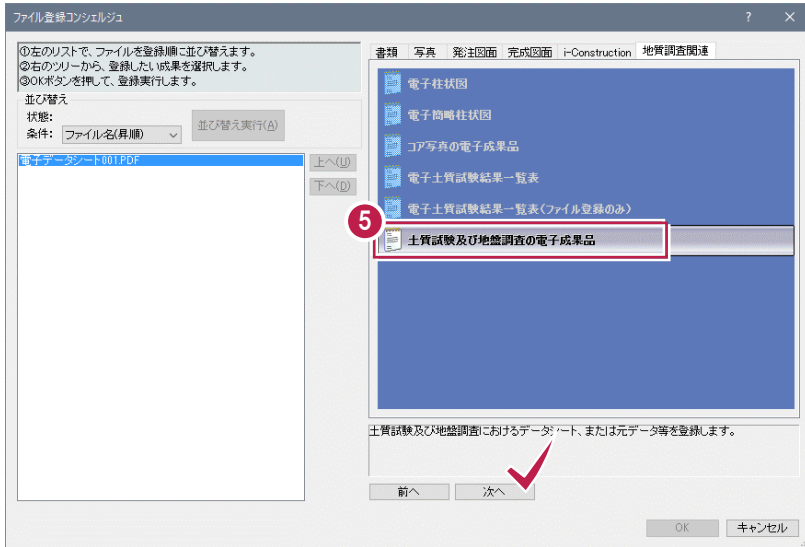 ファイル登録コンシェルジュ
①左のリストで、ファイルを登録順に並び替えます。
②右のツリーから、登録したい成果を選択します。
③OKボタンを押して、登録実行します。
並び替え
状態:
条件: ファイル名(昇順)
並び替え実行(A)
電子データシート001.PDF
上へ(U)
下へ(D)
書類 写真 発注図面 完成図面 i-Construction 地質調査関連
電子柱状図
電子簡略柱状図
コア写真の電子成果品
電子土質試験結果一覧表
電子土質試験結果一覧表(ファイル登録のみ)
5
土質試験及び地盤調査の電子成果品
土質試験及び地盤調査におけるデータシート、または元データ等を登録します。
前へ 次へ
OK キャンセル